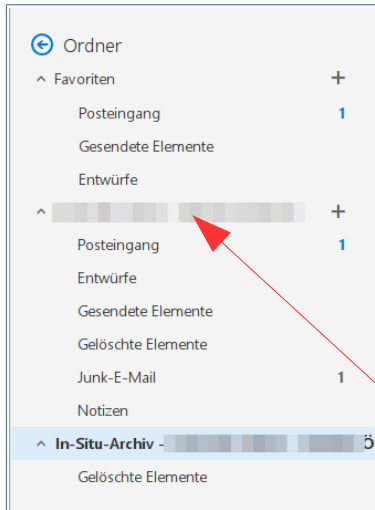 Ordner
Favoriten +
Posteingang 1
Gesendete Elemente
Entwürfe
+
Posteingang 1
Entwürfe
Gesendete Elemente
Gelöschte Elemente
Junk-E-Mail 1
Notizen
In-Situ-Archiv -
Gelöschte Elemente